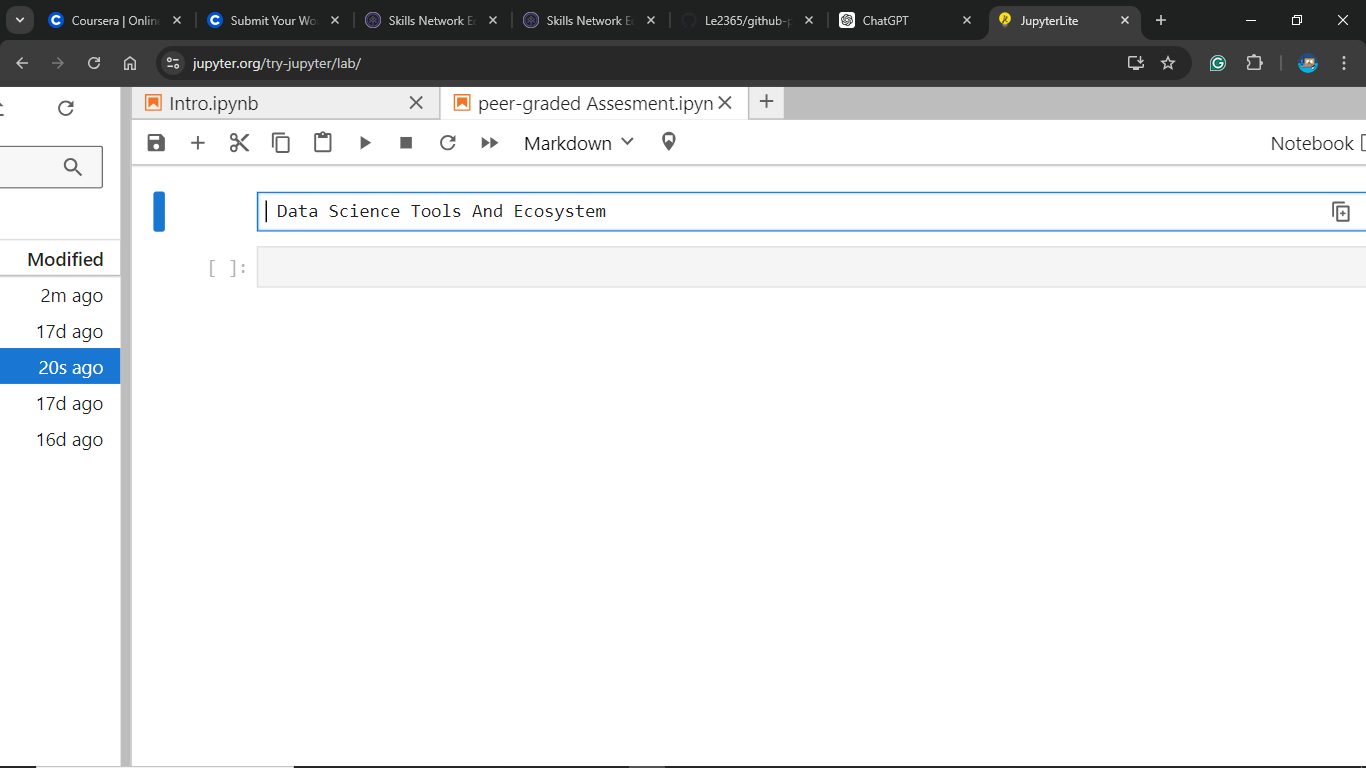 Coursera | Online
Submit Your Wo
Skills Network E
Skills Network E
Le2365/github-p
ChatGPT
JupyterLite
jupyter.org/try-jupyter/lab/
Intro.ipynb
peer-graded Assesment.ipyn
Markdown
Notebook
Data Science Tools And Ecosystem
[ ]:
Modified
2m ago
17d ago
20s ago
17d ago
16d ago